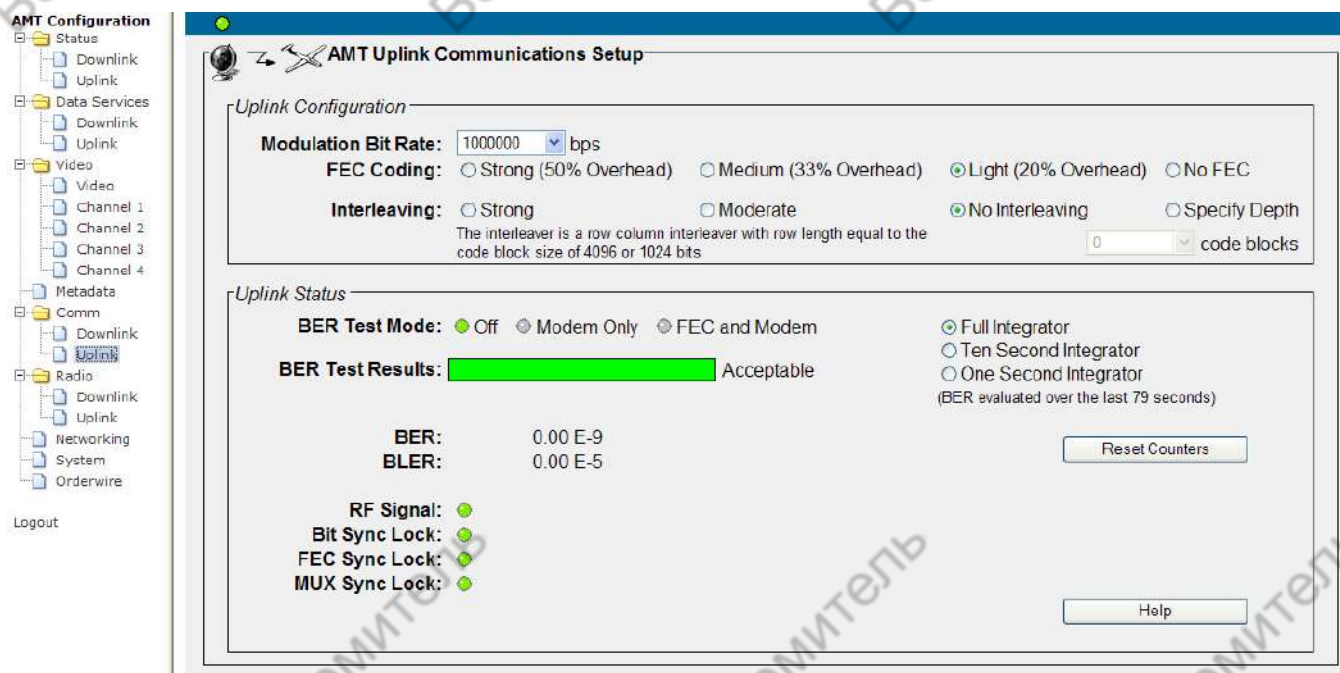 AMT Configuration
Status
Downlink
Uplink
Data Services
Downlink
Uplink
Video
Video
Channel 1
Channel 2
Channel 3
Channel 4
Metadata
Comm
Downlink
Uplink
Radio
Downlink
Uplink
Networking
System
Orderwire
Logout
AMT Uplink Communications Setup
Uplink Configuration
Modulation Bit Rate: 1000000 bps
FEC Coding: Strong (50% Overhead) Medium (33% Overhead) Light (20% Overhead) No FEC
Interleaving: Strong Moderate No Interleaving Specify Depth
The interleaver is a row column interleaver with row length equal to the
code block size of 4096 or 1024 bits
0 code blocks
Uplink Status
BER Test Mode: Off Modem Only FEC and Modem
Full Integrator
Ten Second Integrator
BER Test Results: Acceptable
One Second Integrator
(BER evaluated over the last 79 seconds)
BER: 0.00 E-9
Reset Counters
BLER: 0.00 E-5
RF Signal:
Bit Sync Lock:
FEC Sync Lock:
MUX Sync Lock:
Help